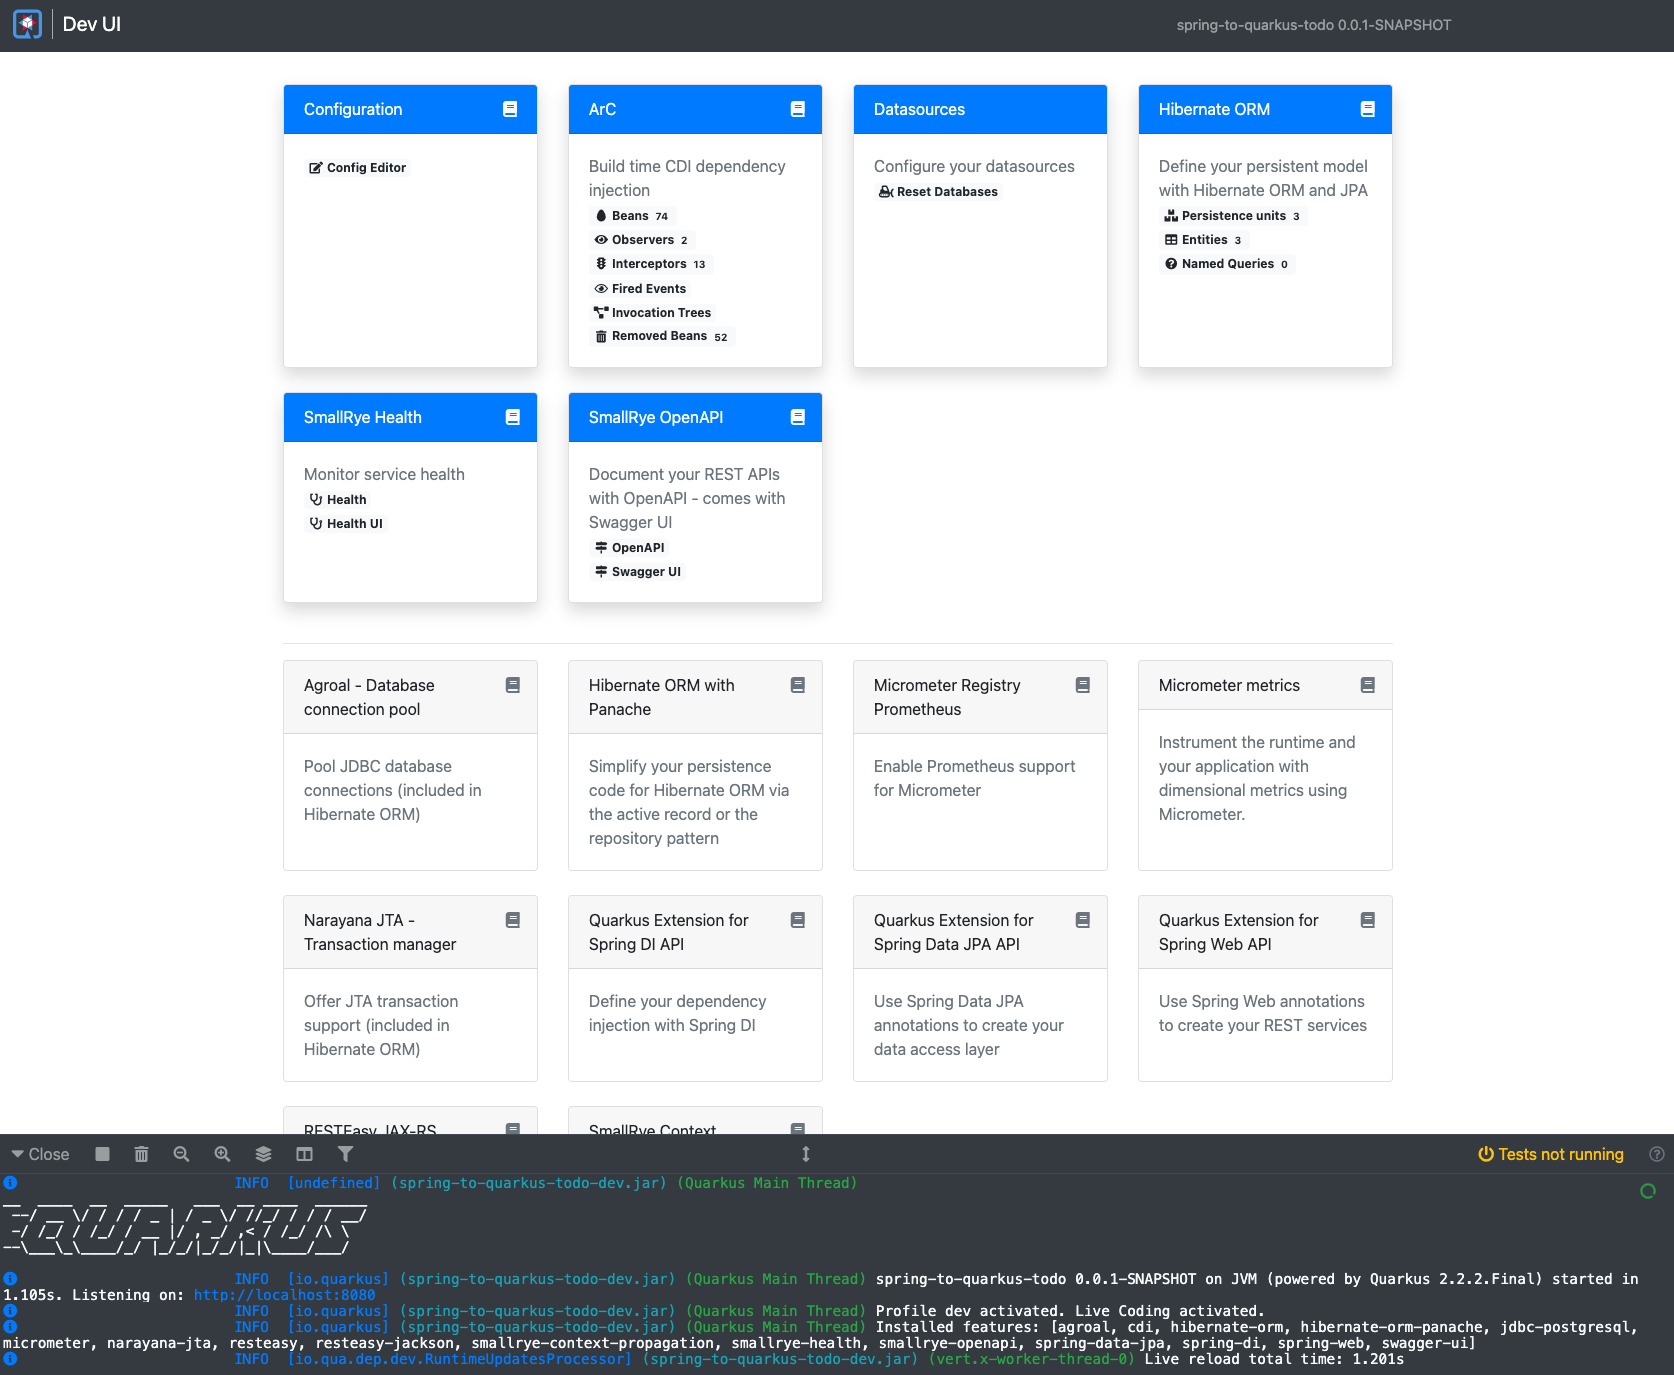 Dev UI
spring-to-quarkus-todo 0.0.1-SNAPSHOT
Configuration
Config Editor
ArC
Build time CDI dependency
injection
Beans 74
Observers 2
Interceptors 13
Fired Events
Invocation Trees
Removed Beans 52
Datasources
Configure your datasources
Reset Databases
Hibernate ORM
Define your persistent model
with Hibernate ORM and JPA
Persistence units 3
Entities 3
Named Queries 0
SmallRye Health
Monitor service health
Health
Health UI
SmallRye OpenAPI
Document your REST APIs
with OpenAPI - comes with
Swagger UI
OpenAPI
Swagger UI
Agroal - Database
connection pool
Pool JDBC database
connections (included in
Hibernate ORM)
Hibernate ORM with
Panache
Simplify your persistence
code for Hibernate ORM via
the active record or the
repository pattern
Micrometer Registry
Prometheus
Enable Prometheus support
for Micrometer
Micrometer metrics
Instrument the runtime and
your application with
dimensional metrics using
Micrometer.
Narayana JTA -
Transaction manager
Offer JTA transaction
support (included in
Hibernate ORM)
Quarkus Extension for
Spring DI API
Define your dependency
injection with Spring DI
Quarkus Extension for
Spring Data JPA API
Use Spring Data JPA
annotations to create your
data access layer
Quarkus Extension for
Spring Web API
Use Spring Web annotations
to create your REST services
RESTEasy JAX-RS
SmallRye Context
Close
Tests not running
INFO [undefined] (spring-to-quarkus-todo-dev.jar) (Quarkus Main Thread)
__  ____  __  _____   ___  __ ____  ______
 --/ __ \/ / / / _ | / _ \/ //_/ / / / __/
 -/ /_/ / /_/ / __ |/ , _/ ,< / /_/ /\ \
--\___\_\____/_/ |_/_/|_/_/|_|\____/___/
INFO [io.quarkus] (spring-to-quarkus-todo-dev.jar) (Quarkus Main Thread) spring-to-quarkus-todo 0.0.1-SNAPSHOT on JVM (powered by Quarkus 2.2.2.Final) started in
1.105s. Listening on: http://localhost:8080
INFO [io.quarkus] (spring-to-quarkus-todo-dev.jar) (Quarkus Main Thread) Profile dev activated. Live Coding activated.
INFO [io.quarkus] (spring-to-quarkus-todo-dev.jar) (Quarkus Main Thread) Installed features: [agroal, cdi, hibernate-orm, hibernate-orm-panache, jdbc-postgresql,
micrometer, narayana-jta, resteasy, resteasy-jackson, smallrye-context-propagation, smallrye-health, smallrye-openapi, spring-data-jpa, spring-di, spring-web, swagger-ui]
INFO [io.qua.dep.dev.RuntimeUpdatesProcessor] (spring-to-quarkus-todo-dev.jar) (vert.x-worker-thread-0) Live reload total time: 1.201s